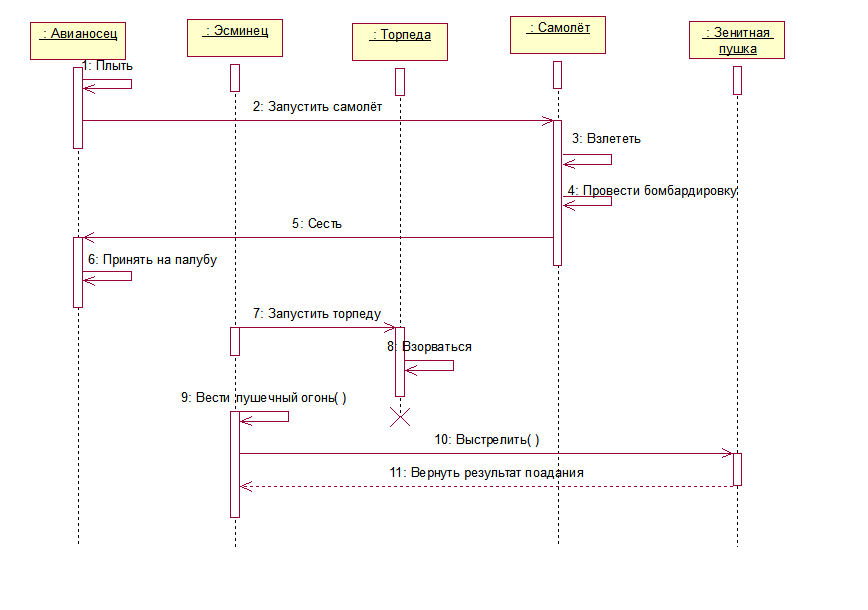 : Авианосец
: Эсминец
: Торпеда
: Самолёт
: Зенитная
пушка
1: Плыть
2: Запустить самолёт
3: Взлететь
4: Провести бомбардировку
5: Сесть
6: Принять на палубу
7: Запустить торпеду
8: Взорваться
9: Вести пушечный огонь( )
10: Выстрелить( )
11: Вернуть результат поадания